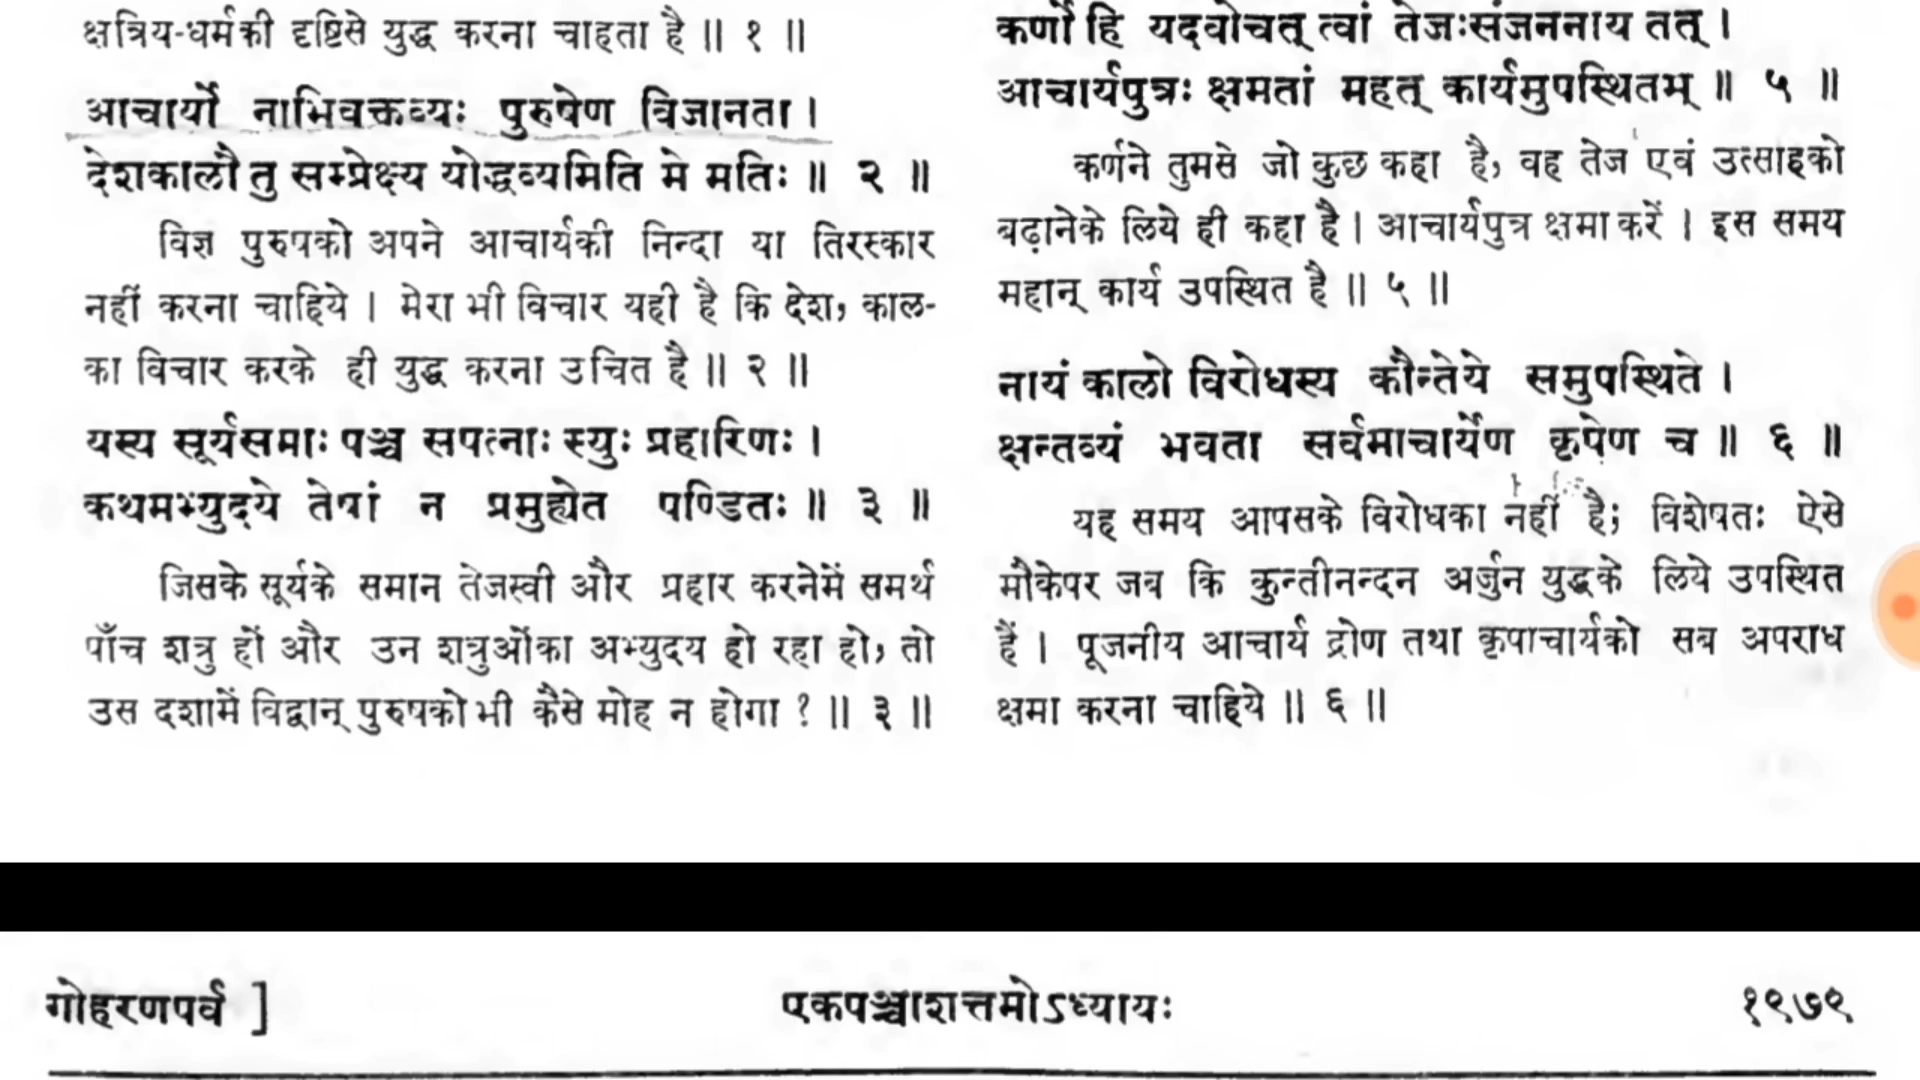 क्षत्रिय-धर्मकी दृष्टिसे युद्ध करना चाहता है ॥ १ ॥
आचार्यो नाभिवक्तव्यः पुरुषेण विजानता ।
देशकालौ तु सम्प्रेक्ष्य योद्धव्यमिति मे मतिः ॥ २ ॥
विज्ञ पुरुषको अपने आचार्यकी निन्दा या तिरस्कार
नहीं करना चाहिये । मेरा भी विचार यही है कि देश, काल-
का विचार करके ही युद्ध करना उचित है ॥ २ ॥
यस्य सूर्यसमाः पञ्च सपत्नाः स्युः प्रहारिणः ।
कथमभ्युदये तेषां न प्रमुह्येत पण्डितः ॥ ३ ॥
जिसके सूर्यके समान तेजस्वी और प्रहार करनेमें समर्थ
पाँच शत्रु हों और उन शत्रुओंका अभ्युदय हो रहा हो, तो
उस दशामें विद्वान् पुरुषको भी कैसे मोह न होगा ? ॥ ३ ॥
कर्णो हि यदवोचत् त्वां तेजःसंजननाय तत् ।
आचार्यपुत्रः क्षमतां महत् कार्यमुपस्थितम् ॥ ५ ॥
कर्णने तुमसे जो कुछ कहा है, वह तेज एवं उत्साहको
बढ़ानेके लिये ही कहा है । आचार्यपुत्र क्षमा करें । इस समय
महान् कार्य उपस्थित है ॥ ५ ॥
नायं कालो विरोधस्य कौन्तेये समुपस्थिते ।
क्षन्तव्यं भवता सर्वमाचार्येण कृपेण च ॥ ६ ॥
यह समय आपसके विरोधका नहीं है; विशेषतः ऐसे
मौकेपर जब कि कुन्तीनन्दन अर्जुन युद्धके लिये उपस्थित
हैं । पूजनीय आचार्य द्रोण तथा कृपाचार्यको सब अपराध
क्षमा करना चाहिये ॥ ६ ॥
गोहरणपर्व ]
एकपञ्चाशत्तमोऽध्यायः
१९७९